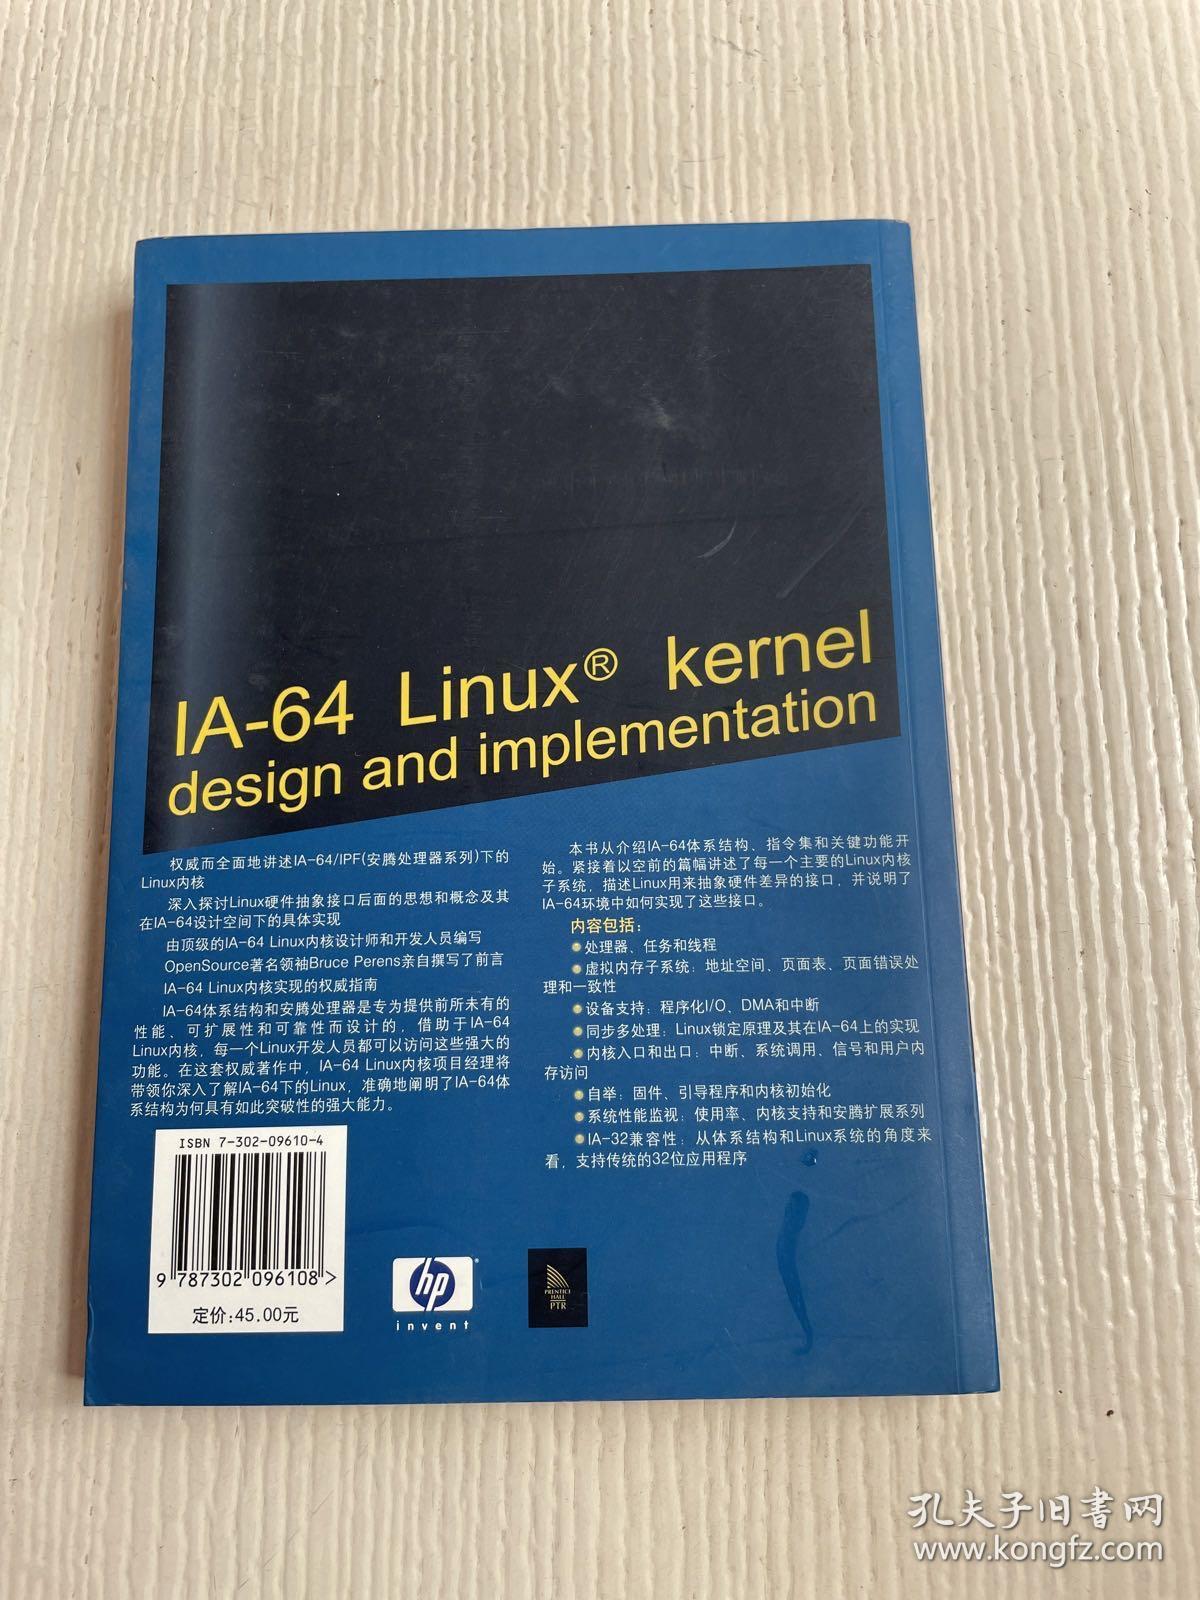 IA-64 Linux® kernel
design and implementation
权威而全面地讲述IA-64/IPF(安腾处理器系列)下的
Linux内核
深入探讨Linux硬件抽象接口后面的思想和概念及其
在IA-64设计空间下的具体实现
由顶级的IA-64 Linux内核设计师和开发人员编写
OpenSource著名领袖Bruce Perens亲自撰写了前言
IA-64 Linux内核实现的权威指南
IA-64体系结构和安腾处理器是专为提供前所未有的
性能、可扩展性和可靠性而设计的，借助于IA-64
Linux内核，每一个Linux开发人员都可以访问这些强大的
功能。在这套权威著作中，IA-64 Linux内核项目经理将
带领你深入了解IA-64下的Linux，准确地阐明了IA-64体
系结构为何具有如此突破性的强大能力。
本书从介绍IA-64体系结构、指令集和关键功能开
始。紧接着以空前的篇幅讲述了每一个主要的Linux内核
子系统，描述Linux用来抽象硬件差异的接口，并说明了
IA-64环境中如何实现了这些接口。
内容包括：
处理器、任务和线程
虚拟内存子系统：地址空间、页面表、页面错误处
理和一致性
设备支持：程序化I/O、DMA和中断
同步多处理：Linux锁定原理及其在IA-64上的实现
内核入口和出口：中断、系统调用、信号和用户内
存访问
自举：固件、引导程序和内核初始化
系统性能监视：使用率、内核支持和安腾扩展系列
IA-32兼容性：从体系结构和Linux系统的角度来
看，支持传统的32位应用程序
ISBN 7-302-09610-4
9 787302 096108 >
定价:45.00元
hp
invent
PRENTICE
HALL
PTR
孔夫子旧書网
www.kongfz.com